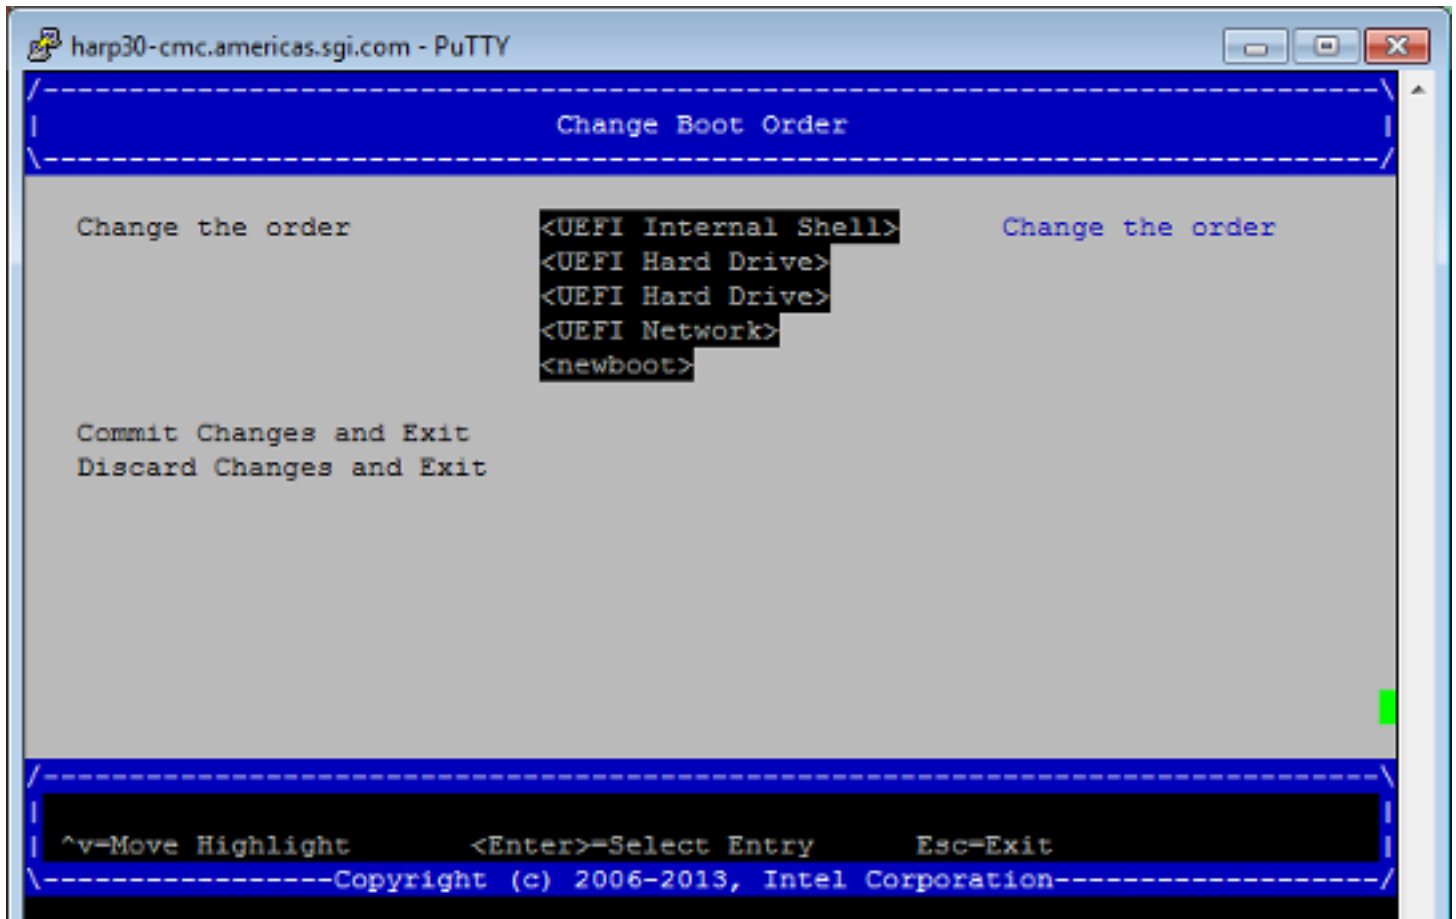 harp30-cmc.americas.sgi.com - PuTTY
/------------------------------------------------------------------------------\
|                              Change Boot Order                               |
\------------------------------------------------------------------------------/
Change the order <UEFI Internal Shell> Change the order
<UEFI Hard Drive>
<UEFI Hard Drive>
<UEFI Network>
<newboot>
Commit Changes and Exit
Discard Changes and Exit
/------------------------------------------------------------------------------\
| |
| ^v=Move Highlight <Enter>=Select Entry Esc=Exit |
\-----------------Copyright (c) 2006-2013, Intel Corporation-------------------/